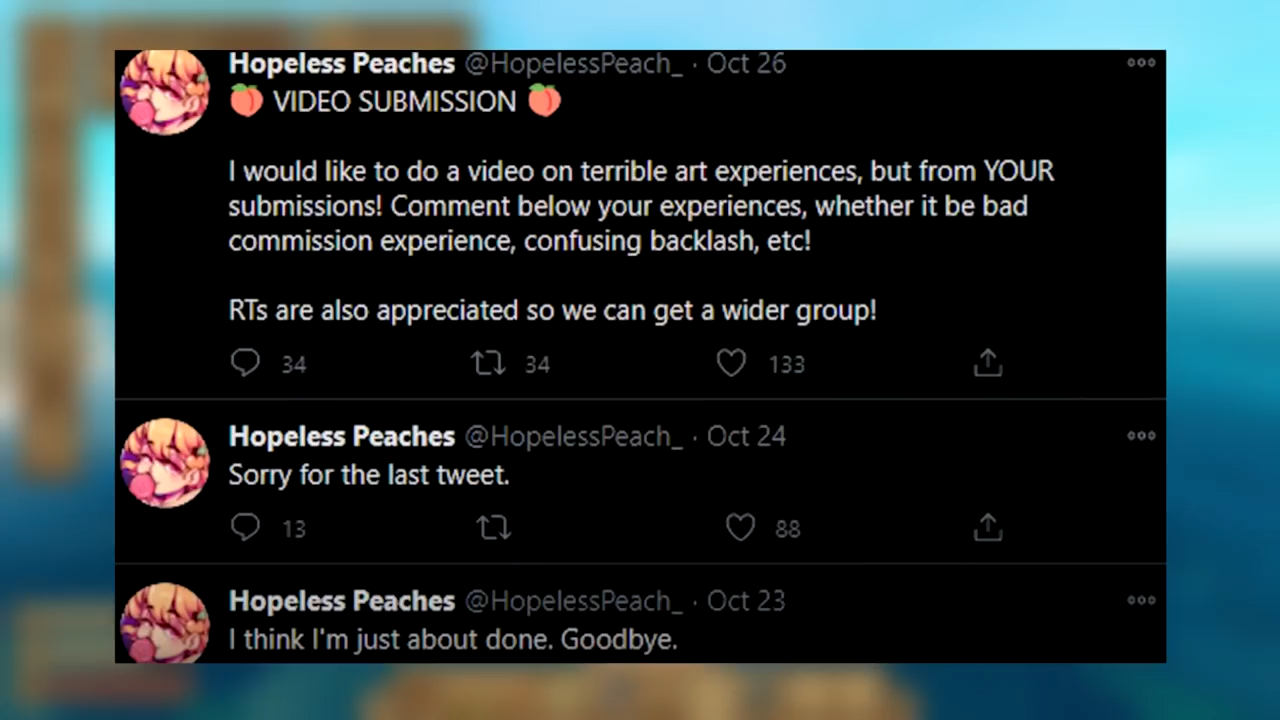 Hopeless Peaches @HopelessPeach_ · Oct 26
🍑 VIDEO SUBMISSION 🍑
I would like to do a video on terrible art experiences, but from YOUR
submissions! Comment below your experiences, whether it be bad
commission experience, confusing backlash, etc!
RTs are also appreciated so we can get a wider group!
34 34 133
Hopeless Peaches @HopelessPeach_ · Oct 24
Sorry for the last tweet.
13 88
Hopeless Peaches @HopelessPeach_ · Oct 23
I think I'm just about done. Goodbye.